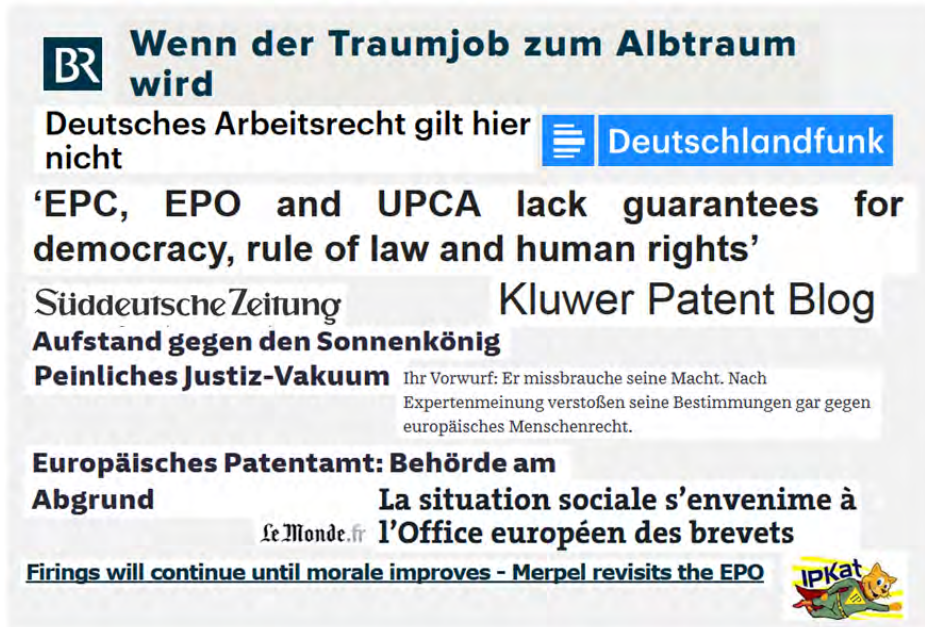 BR
Wenn der Traumjob zum Albtraum
wird
Deutsches Arbeitsrecht gilt hier
nicht
Deutschlandfunk
‘EPC, EPO and UPCA lack guarantees for
democracy, rule of law and human rights’
Süddeutsche Zeitung
Kluwer Patent Blog
Aufstand gegen den Sonnenkönig
Peinliches Justiz-Vakuum
Ihr Vorwurf: Er missbrauche seine Macht. Nach
Expertenmeinung verstoßen seine Bestimmungen gar gegen
europäisches Menschenrecht.
Europäisches Patentamt: Behörde am
Abgrund
La situation sociale s’envenime à
Le Monde.fr
l’Office européen des brevets
Firings will continue until morale improves - Merpel revisits the EPO
IPKat
IP